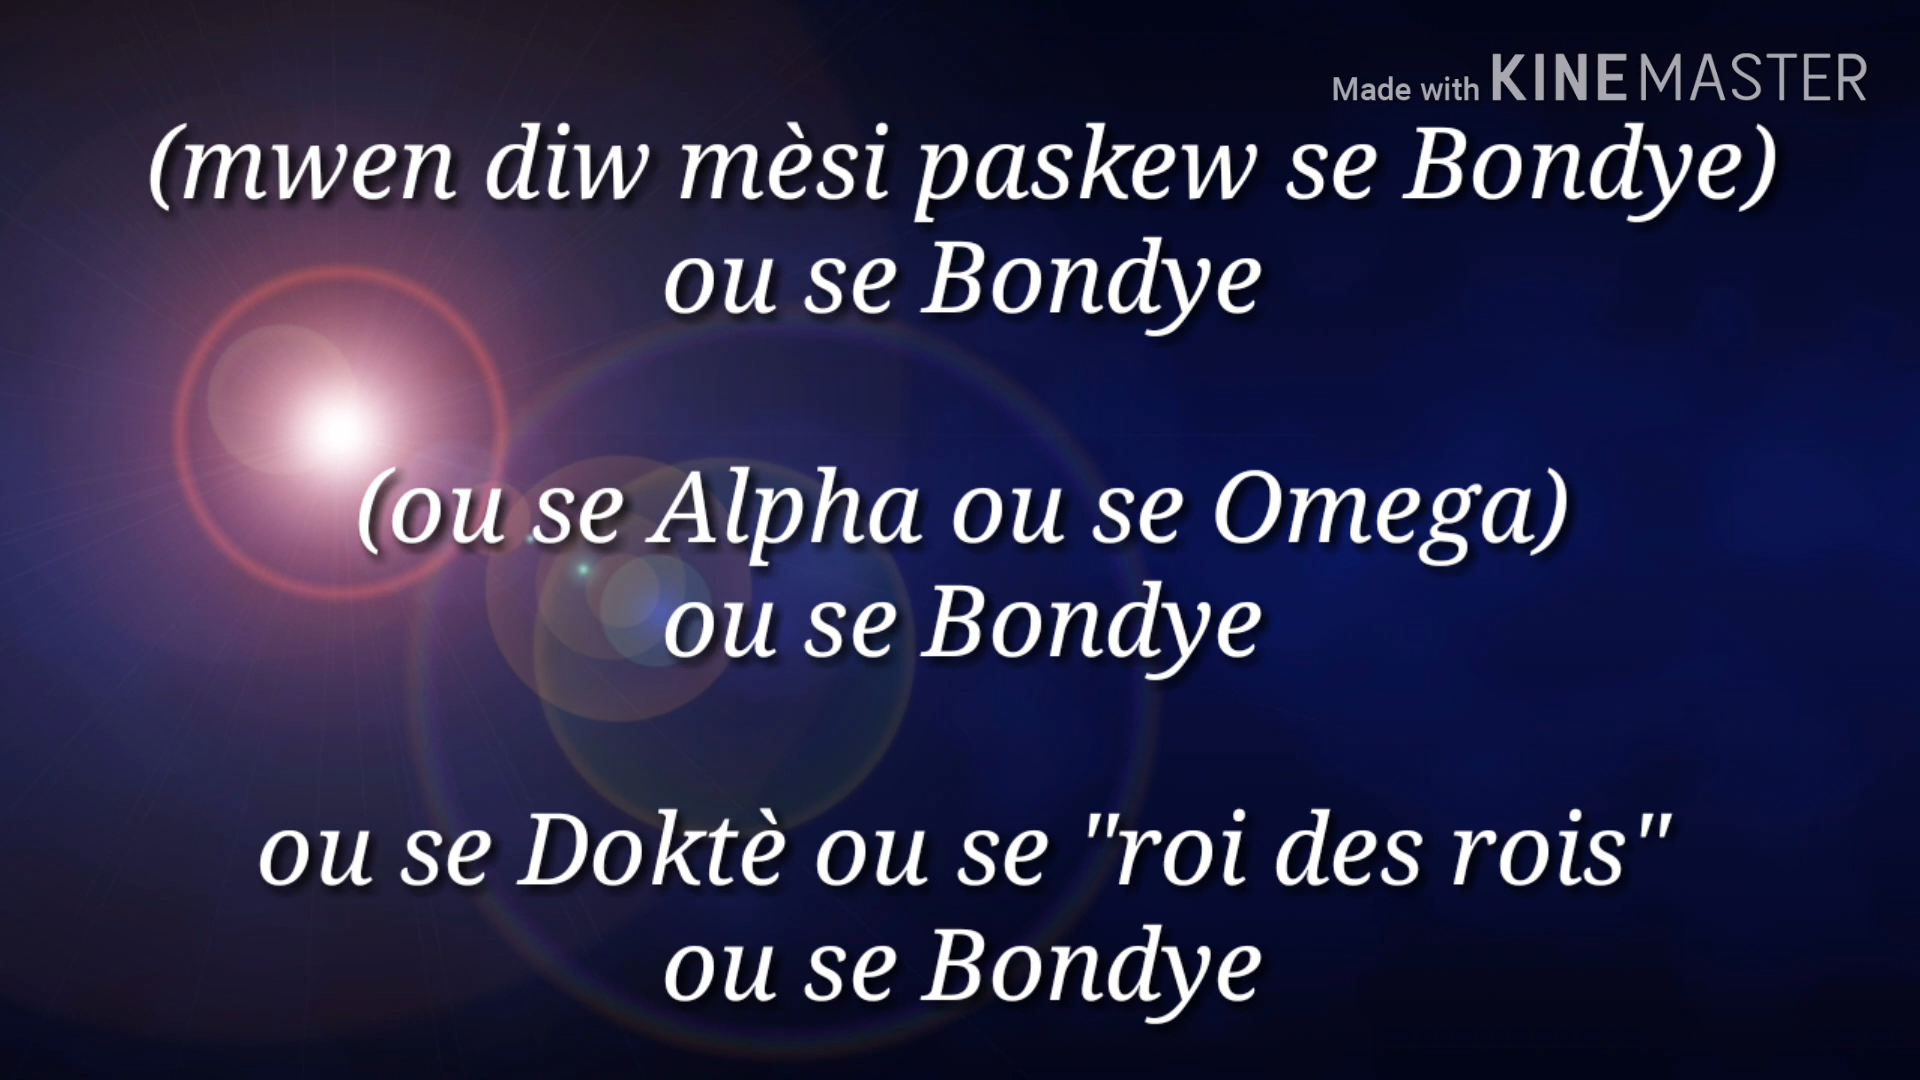 Made with KINEMASTER
(mwen diw mèsi paskew se Bondye)
ou se Bondye
(ou se Alpha ou se Omega)
ou se Bondye
ou se Doktè ou se "roi des rois"
ou se Bondye